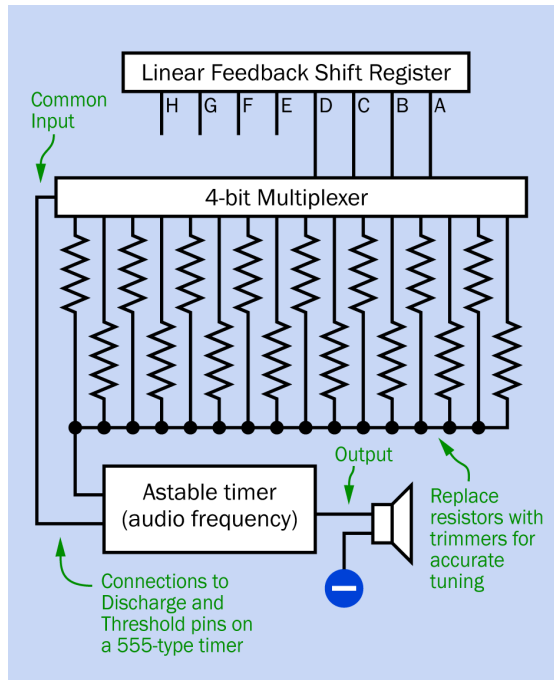 Linear Feedback Shift Register
H G F E D C B A
Common
Input
4-bit Multiplexer
Output
Astable timer
(audio frequency)
Replace
resistors with
trimmers for
accurate
tuning
Connections to
Discharge and
Threshold pins on
a 555-type timer